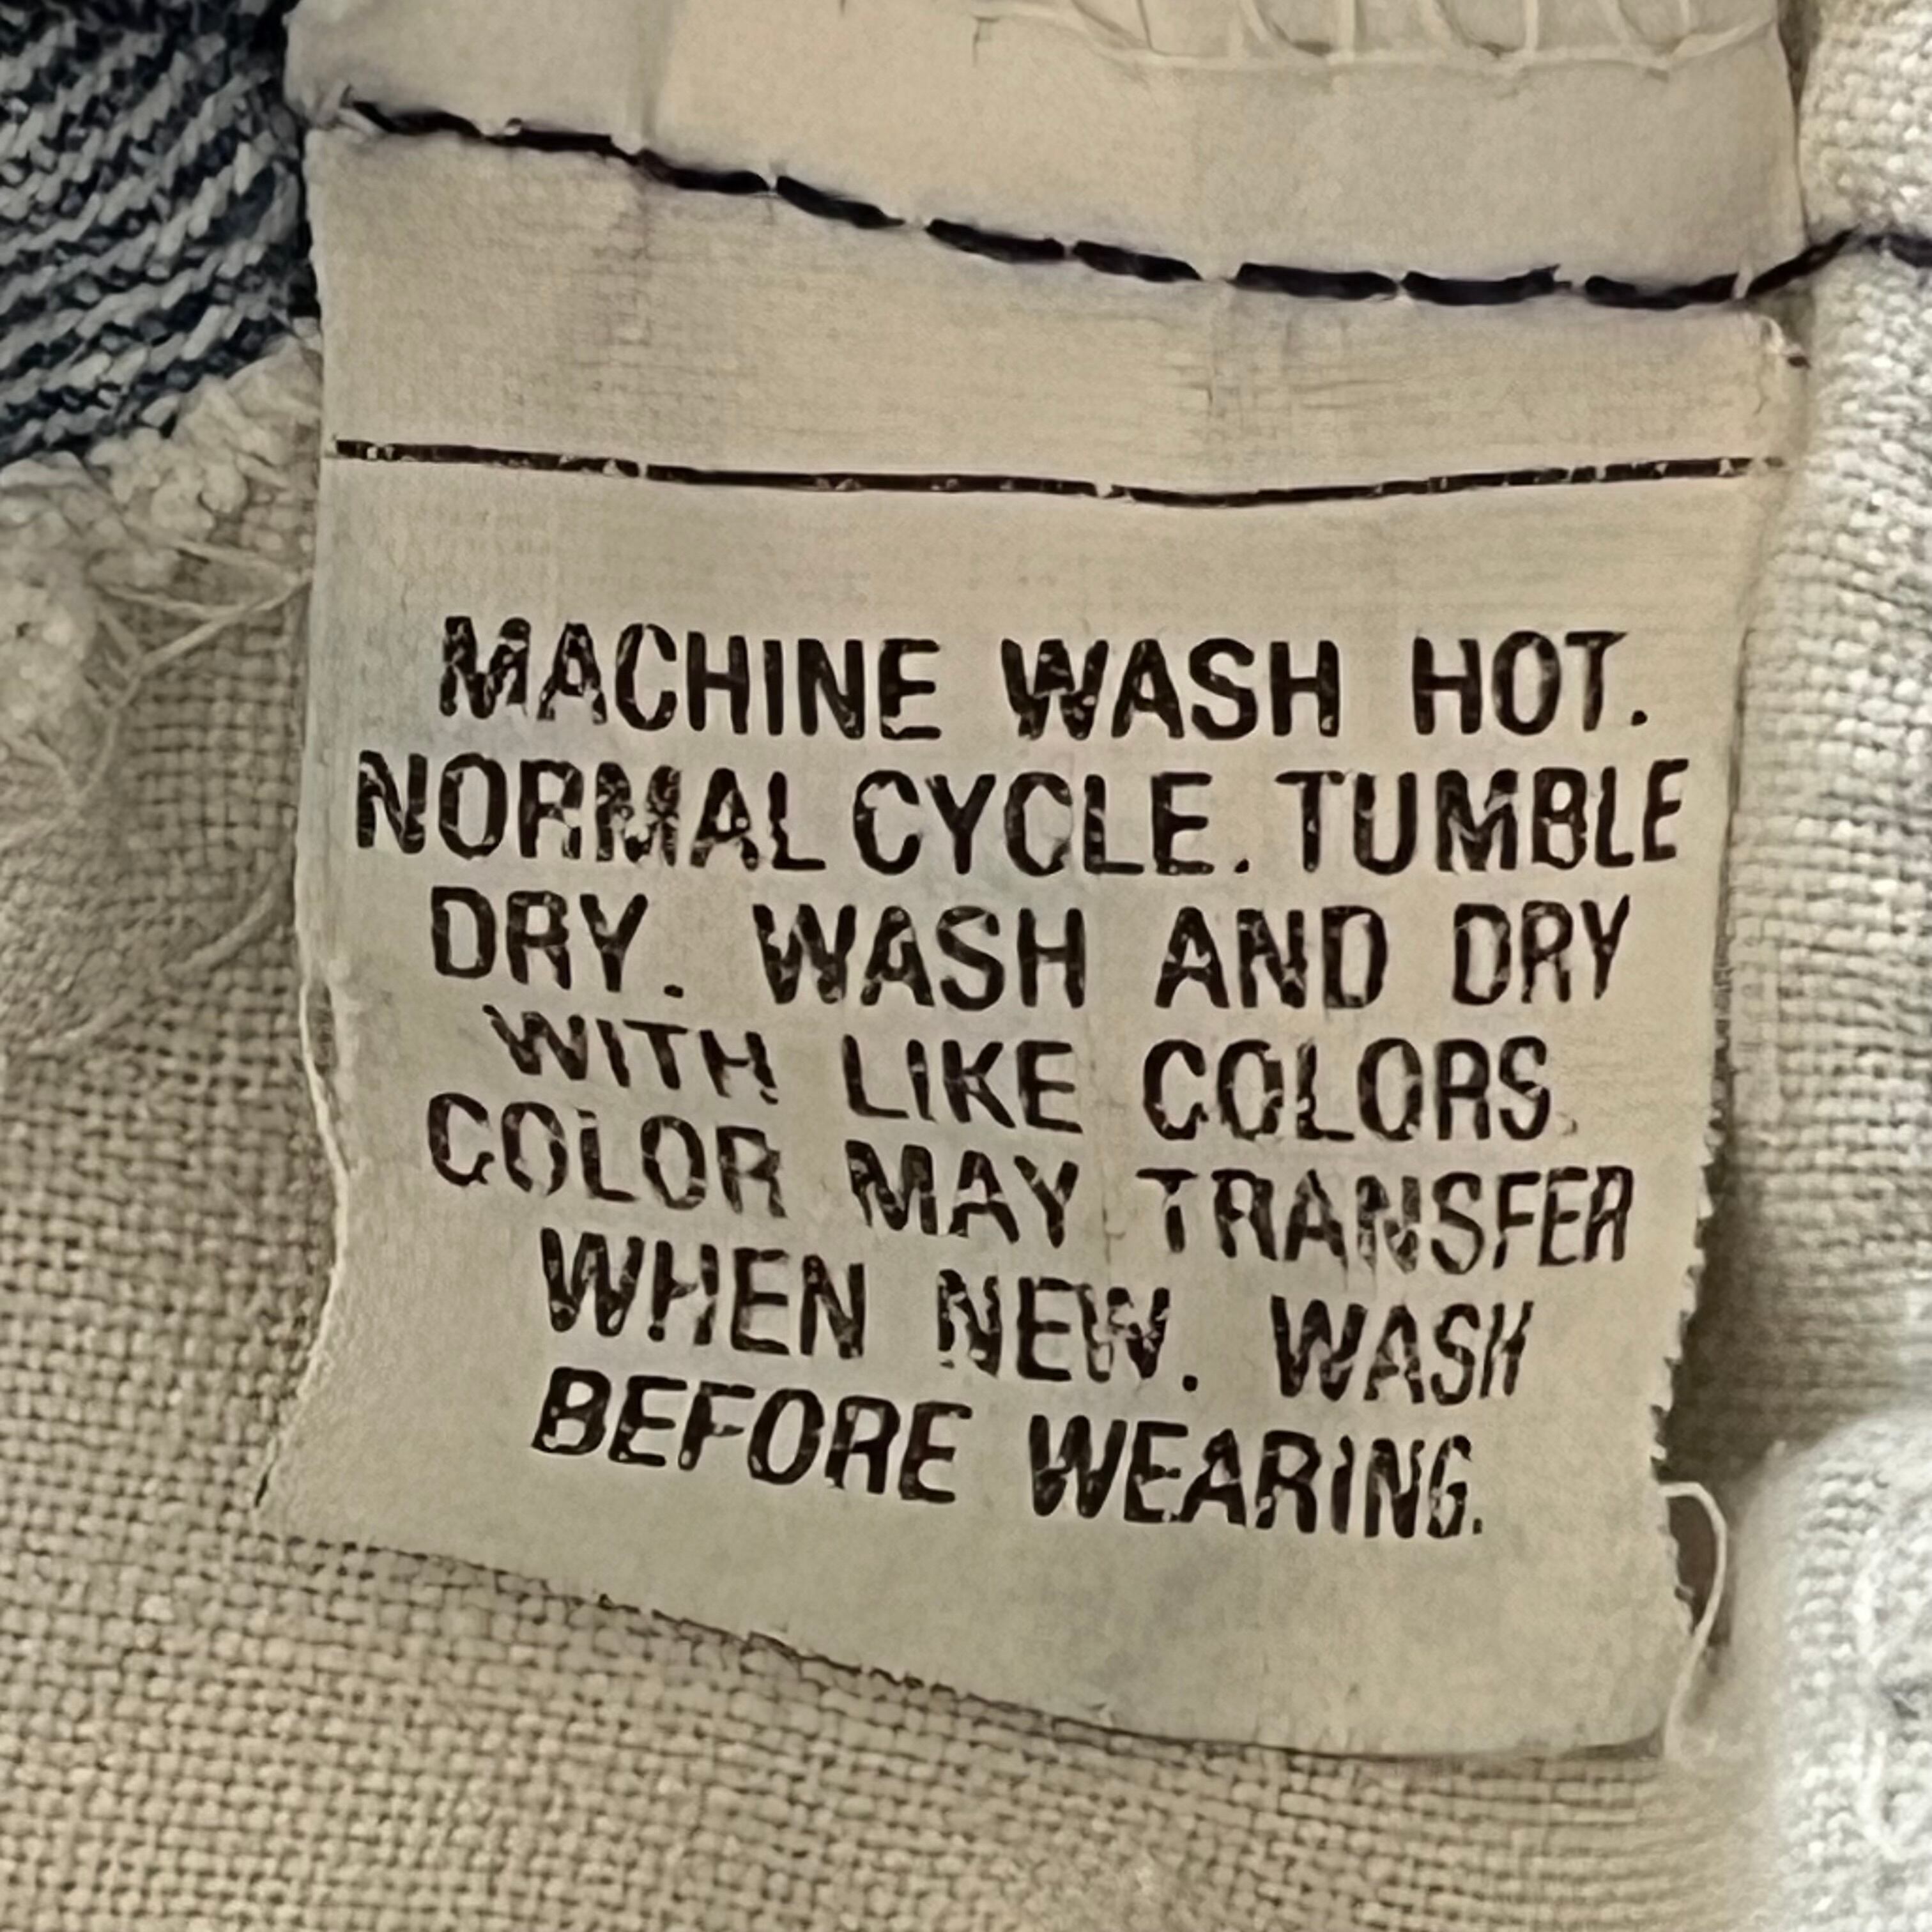 MACHINE WASH HOT.
NORMAL CYCLE. TUMBLE
DRY. WASH AND DRY
WITH LIKE COLORS.
COLOR MAY TRANSFER
WHEN NEW. WASH
BEFORE WEARING.